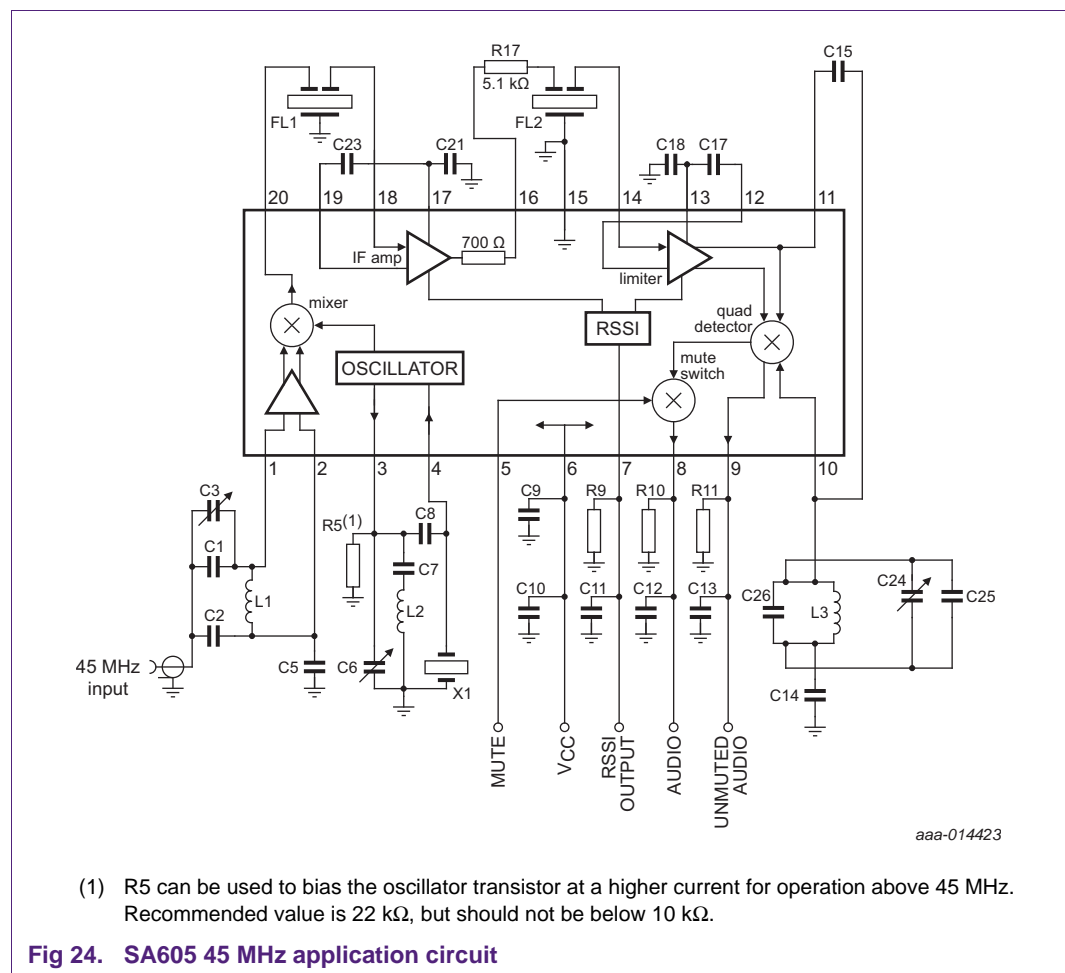 R17
C15
5.1 kΩ
FL1
FL2
C23
C21
C18
C17
20
19
18
17
16
15
14
13
12
11
IF amp
700 Ω
limiter
mixer
RSSI
quad
detector
OSCILLATOR
mute
switch
1
2
3
4
5
6
7
8
9
10
C3
R5(1)
C8
C9
R9
R10
R11
C1
C7
L1
C2
L2
C10
C11
C12
C13
C26
L3
C24
C25
45 MHz
input
C5
C6
X1
C14
MUTE
VCC
RSSI
OUTPUT
AUDIO
UNMUTED
AUDIO
aaa-014423
(1) R5 can be used to bias the oscillator transistor at a higher current for operation above 45 MHz.
Recommended value is 22 kΩ, but should not be below 10 kΩ.
Fig 24. SA605 45 MHz application circuit